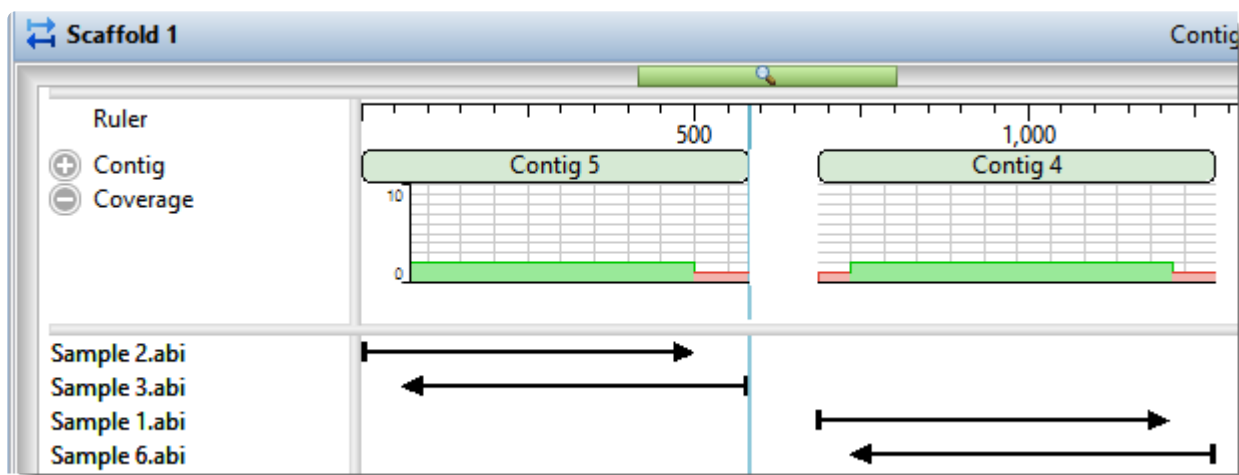 Scaffold 1 Contig
Ruler
500 1,000
Contig Contig 5 Contig 4
Coverage 10
0
Sample 2.abi
Sample 3.abi
Sample 1.abi
Sample 6.abi